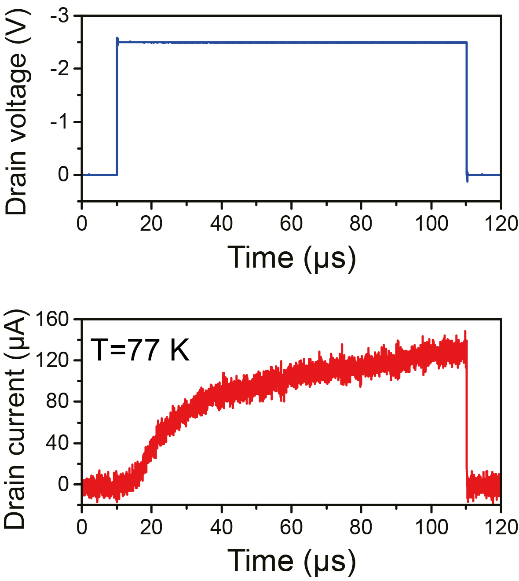 Drain voltage (V)
-3
-2
-1
0
0 20 40 60 80 100 120
Time (μs)
Drain current (μA)
160
120
80
40
0
T=77 K
0 20 40 60 80 100 120
Time (μs)